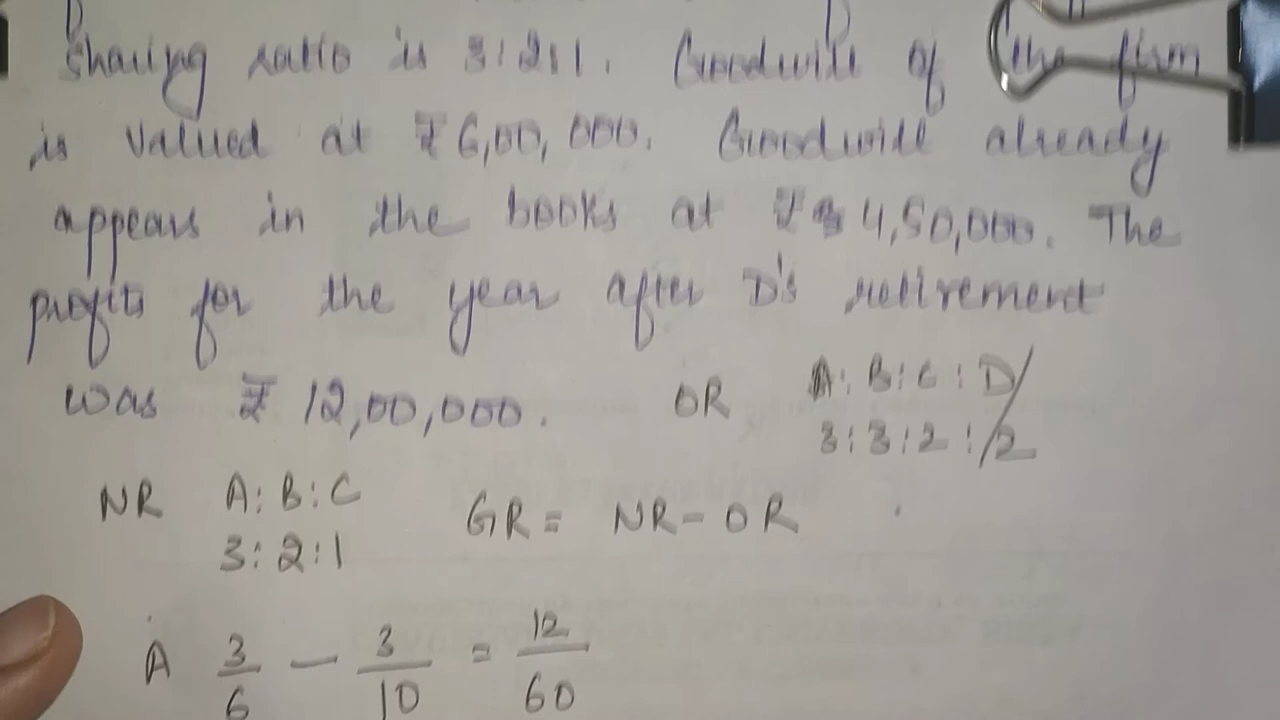 Sharing ratio is 3:2:1. Goodwill of the firm
is valued at ₹6,00,000. Goodwill already
appears in the books at ₹ 4,50,000. The
profits for the year after D's retirement
was ₹ 12,00,000. OR A:B:C:D/
3:3:2:/2
NR A:B:C GR= NR-OR
3:2:1
A 3/6 — 3/10 = 12/60